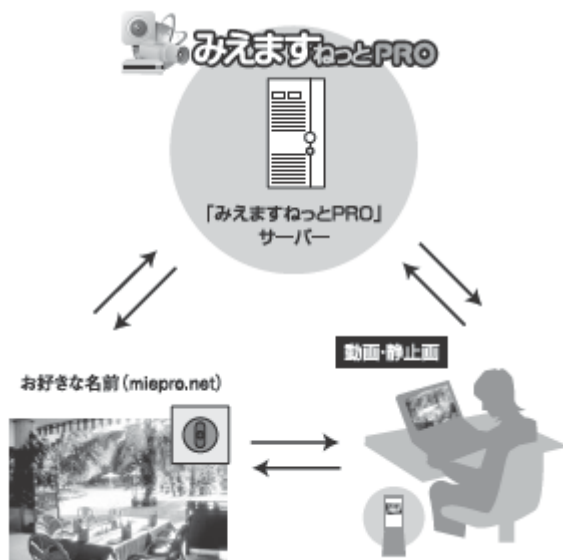 みえますねっとPRO
「みえますねっとPRO」
サーバー
動画・静止画
お好きな名前(miepro.net)